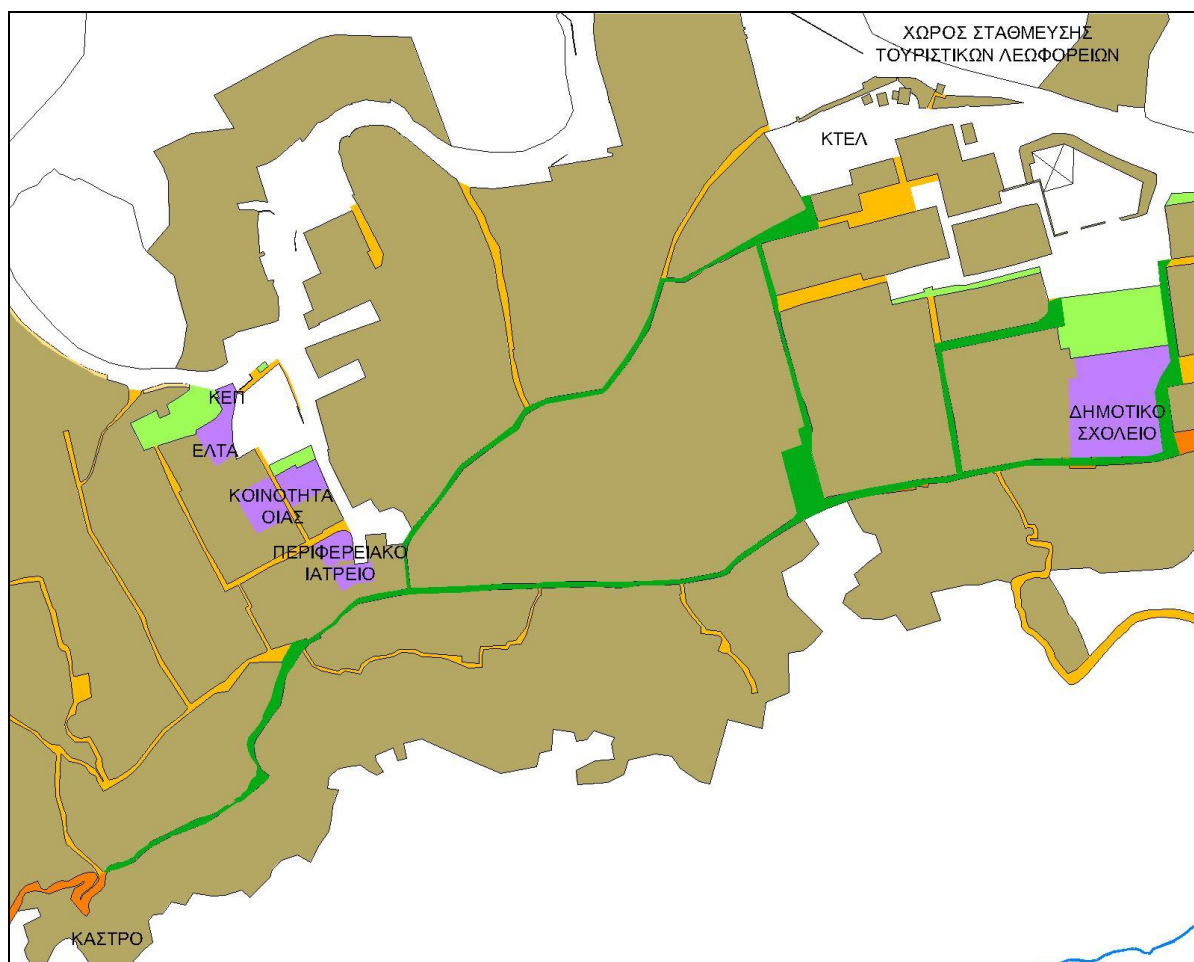 ΧΩΡΟΣ ΣΤΑΘΜΕΥΣΗΣ
ΤΟΥΡΙΣΤΙΚΩΝ ΛΕΩΦΟΡΕΙΩΝ
ΚΤΕΛ
ΚΕΠ
ΕΛΤΑ
ΔΗΜΟΤΙΚΟ
ΣΧΟΛΕΙΟ
ΚΟΙΝΟΤΗΤΑ
ΟΙΑΣ
ΠΕΡΙΦΕΡΕΙΑΚΟ
ΙΑΤΡΕΙΟ
ΚΑΣΤΡΟ